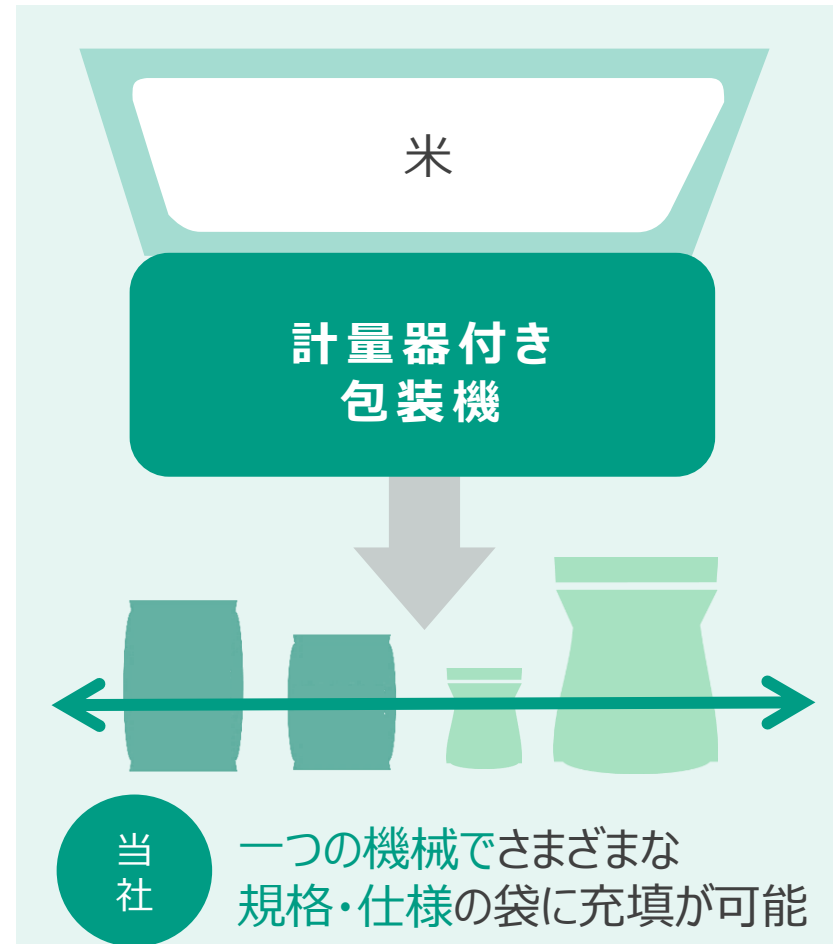 米
計量器付き
包装機
当
社
一つの機械でさまざまな
規格・仕様の袋に充填が可能